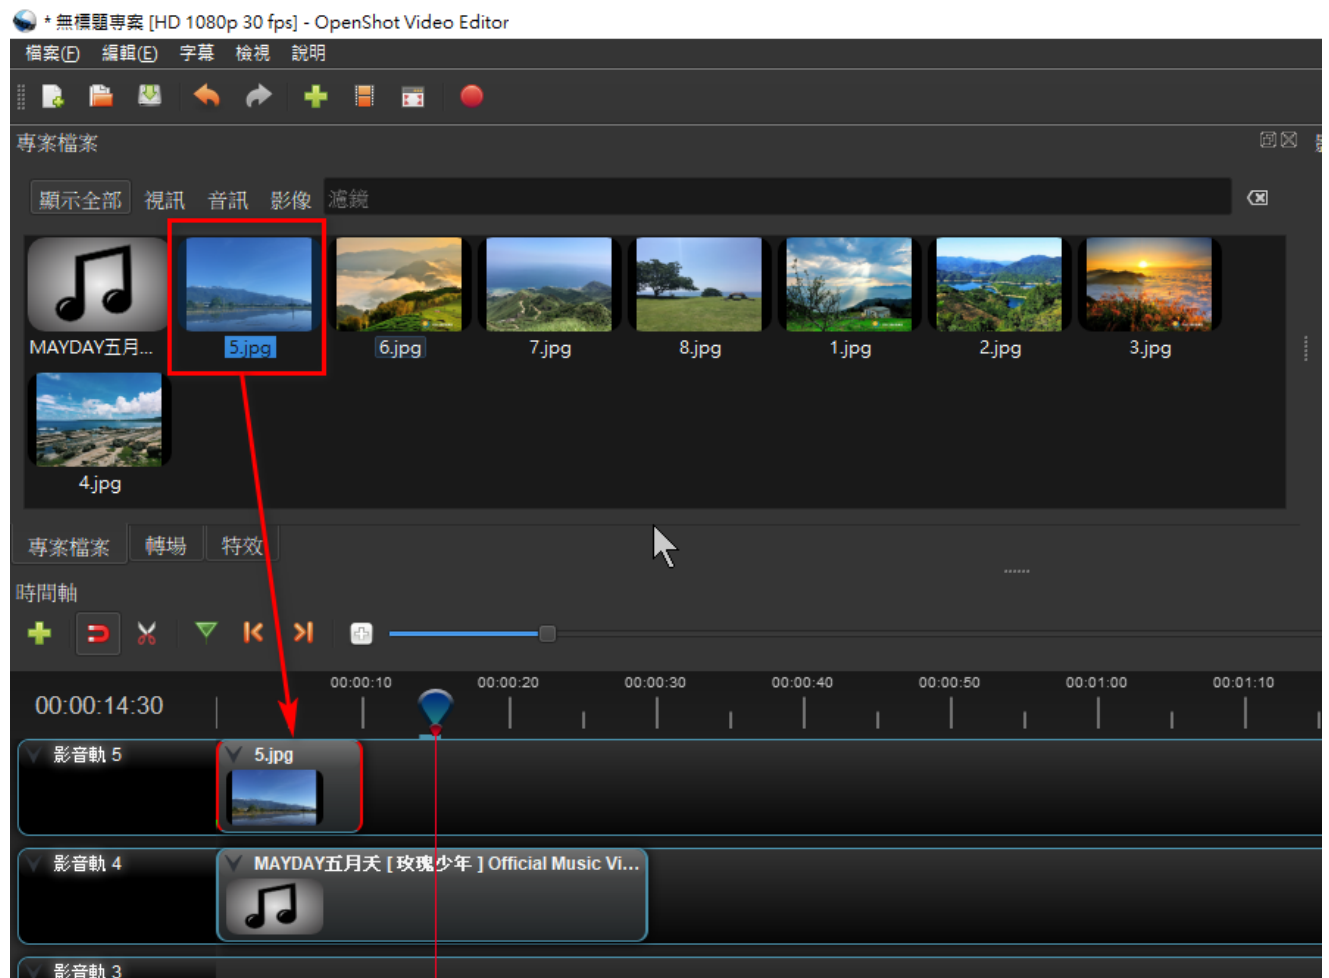 * 無標題專案 [HD 1080p 30 fps] - OpenShot Video Editor
檔案(F) 編輯(E) 字幕 檢視 說明
專案檔案
顯示全部 視訊 音訊 影像 濾鏡
MAYDAY五月... 5.jpg 6.jpg 7.jpg 8.jpg 1.jpg 2.jpg 3.jpg
4.jpg
專案檔案 轉場 特效
時間軸
00:00:14:30 00:00:10 00:00:20 00:00:30 00:00:40 00:00:50 00:01:00 00:01:10
影音軌 5 5.jpg
影音軌 4 MAYDAY五月天 [ 玫瑰少年 ] Official Music Vi...
影音軌 3